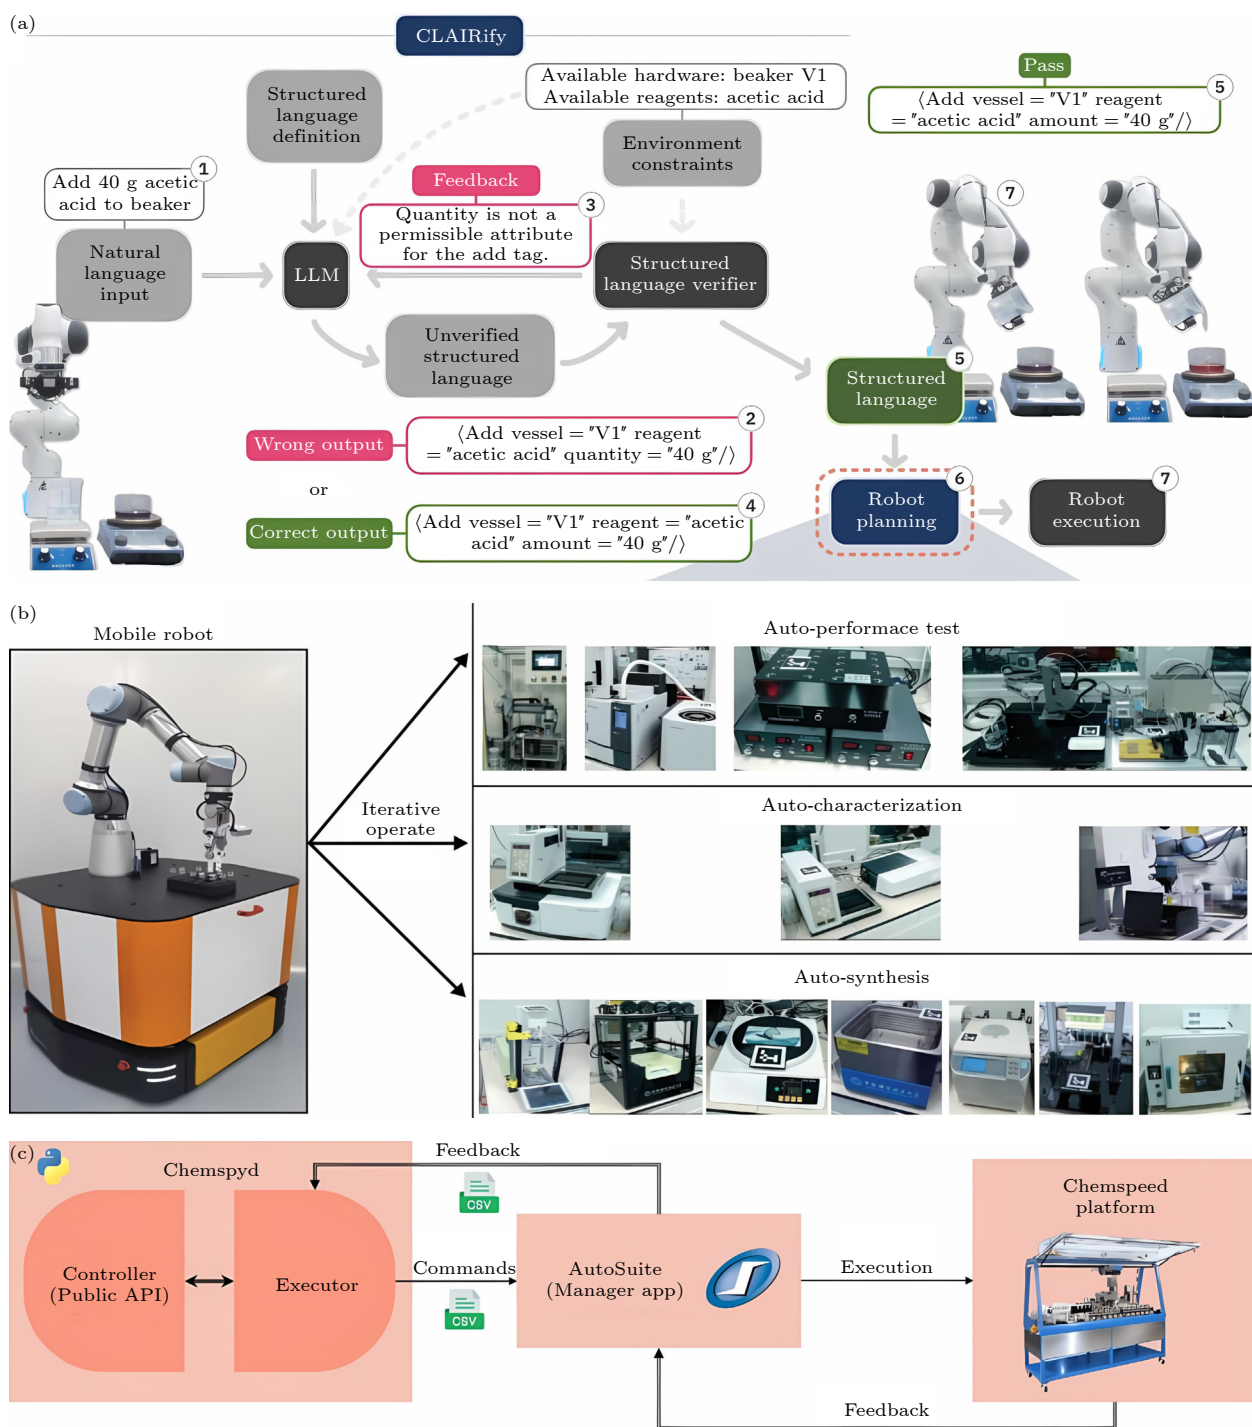 (a)
CLAIRify
Structured
language
definition
Available hardware: beaker V1
Available reagents: acetic acid
Environment
constraints
Pass
5
⟨Add vessel = "V1" reagent
= "acetic acid" amount = "40 g"/⟩
1
Add 40 g acetic
acid to beaker
Natural
language
input
Feedback
3
Quantity is not a
permissible attribute
for the add tag.
LLM
Structured
language verifier
7
Unverified
structured
language
5
Structured
language
Wrong output
2
⟨Add vessel = "V1" reagent
= "acetic acid" quantity = "40 g"/⟩
or
Correct output
4
⟨Add vessel = "V1" reagent = "acetic
acid" amount = "40 g"/⟩
6
Robot
planning
7
Robot
execution
(b)
Mobile robot
Iterative
operate
Auto-performace test
Auto-characterization
Auto-synthesis
(c)
Chemspyd
Controller
(Public API)
Executor
Feedback
CSV
Commands
CSV
AutoSuite
(Manager app)
Execution
Chemspeed
platform
Feedback